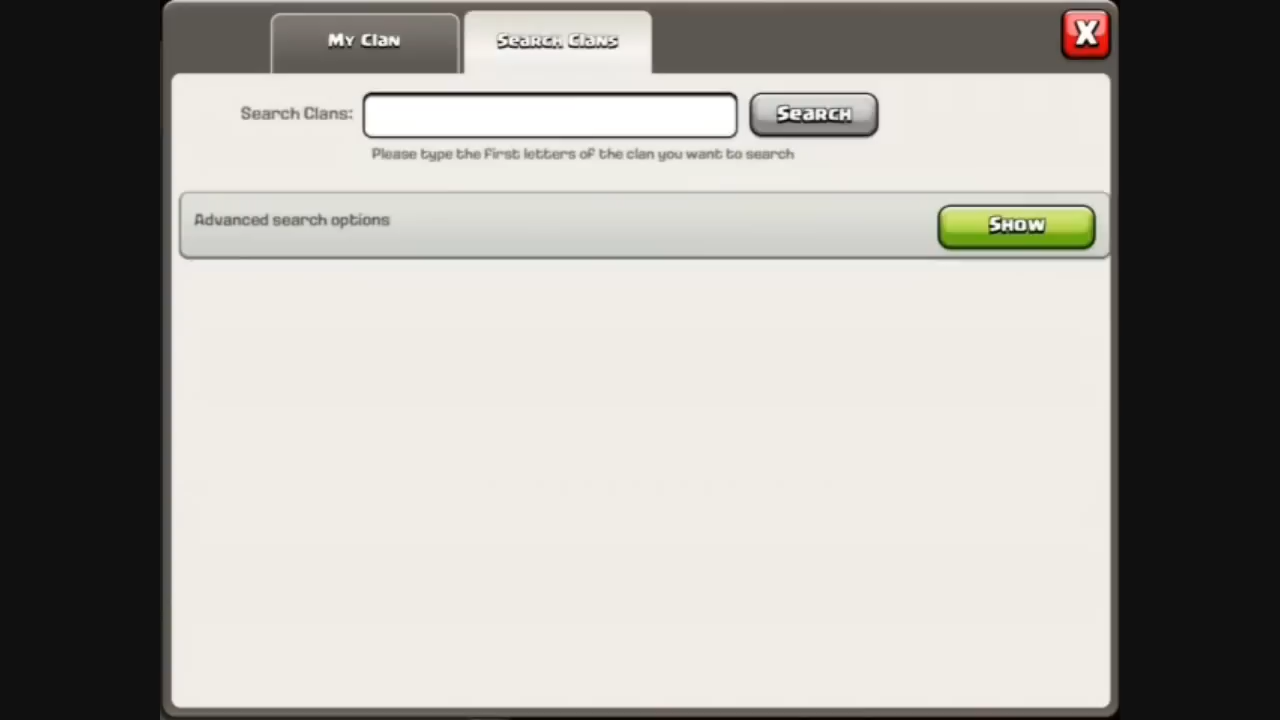 My Clan
Search Clans
X
Search Clans:
Search
Please type the first letters of the clan you want to search
Advanced search options
Show